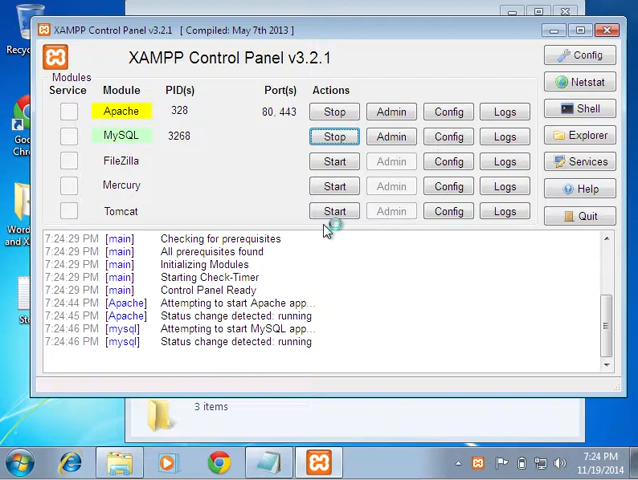 Recyc
XAMPP Control Panel v3.2.1 [ Compiled: May 7th 2013 ]
XAMPP Control Panel v3.2.1
Config
Modules
Service Module PID(s) Port(s) Actions
Netstat
Apache 328 80, 443 Stop Admin Config Logs
Shell
Goo
Chr
MySQL 3268 Stop Admin Config Logs
Explorer
FileZilla Start Admin Config Logs
Services
Mercury Start Admin Config Logs
Help
Tomcat Start Admin Config Logs
Quit
Word
and X
7:24:29 PM [main] Checking for prerequisites
7:24:29 PM [main] All prerequisites found
7:24:29 PM [main] Initializing Modules
7:24:29 PM [main] Starting Check-Timer
7:24:29 PM [main] Control Panel Ready
7:24:44 PM [Apache] Attempting to start Apache app...
7:24:45 PM [Apache] Status change detected: running
7:24:46 PM [mysql] Attempting to start MySQL app...
7:24:46 PM [mysql] Status change detected: running
3 items
7:24 PM
11/19/2014